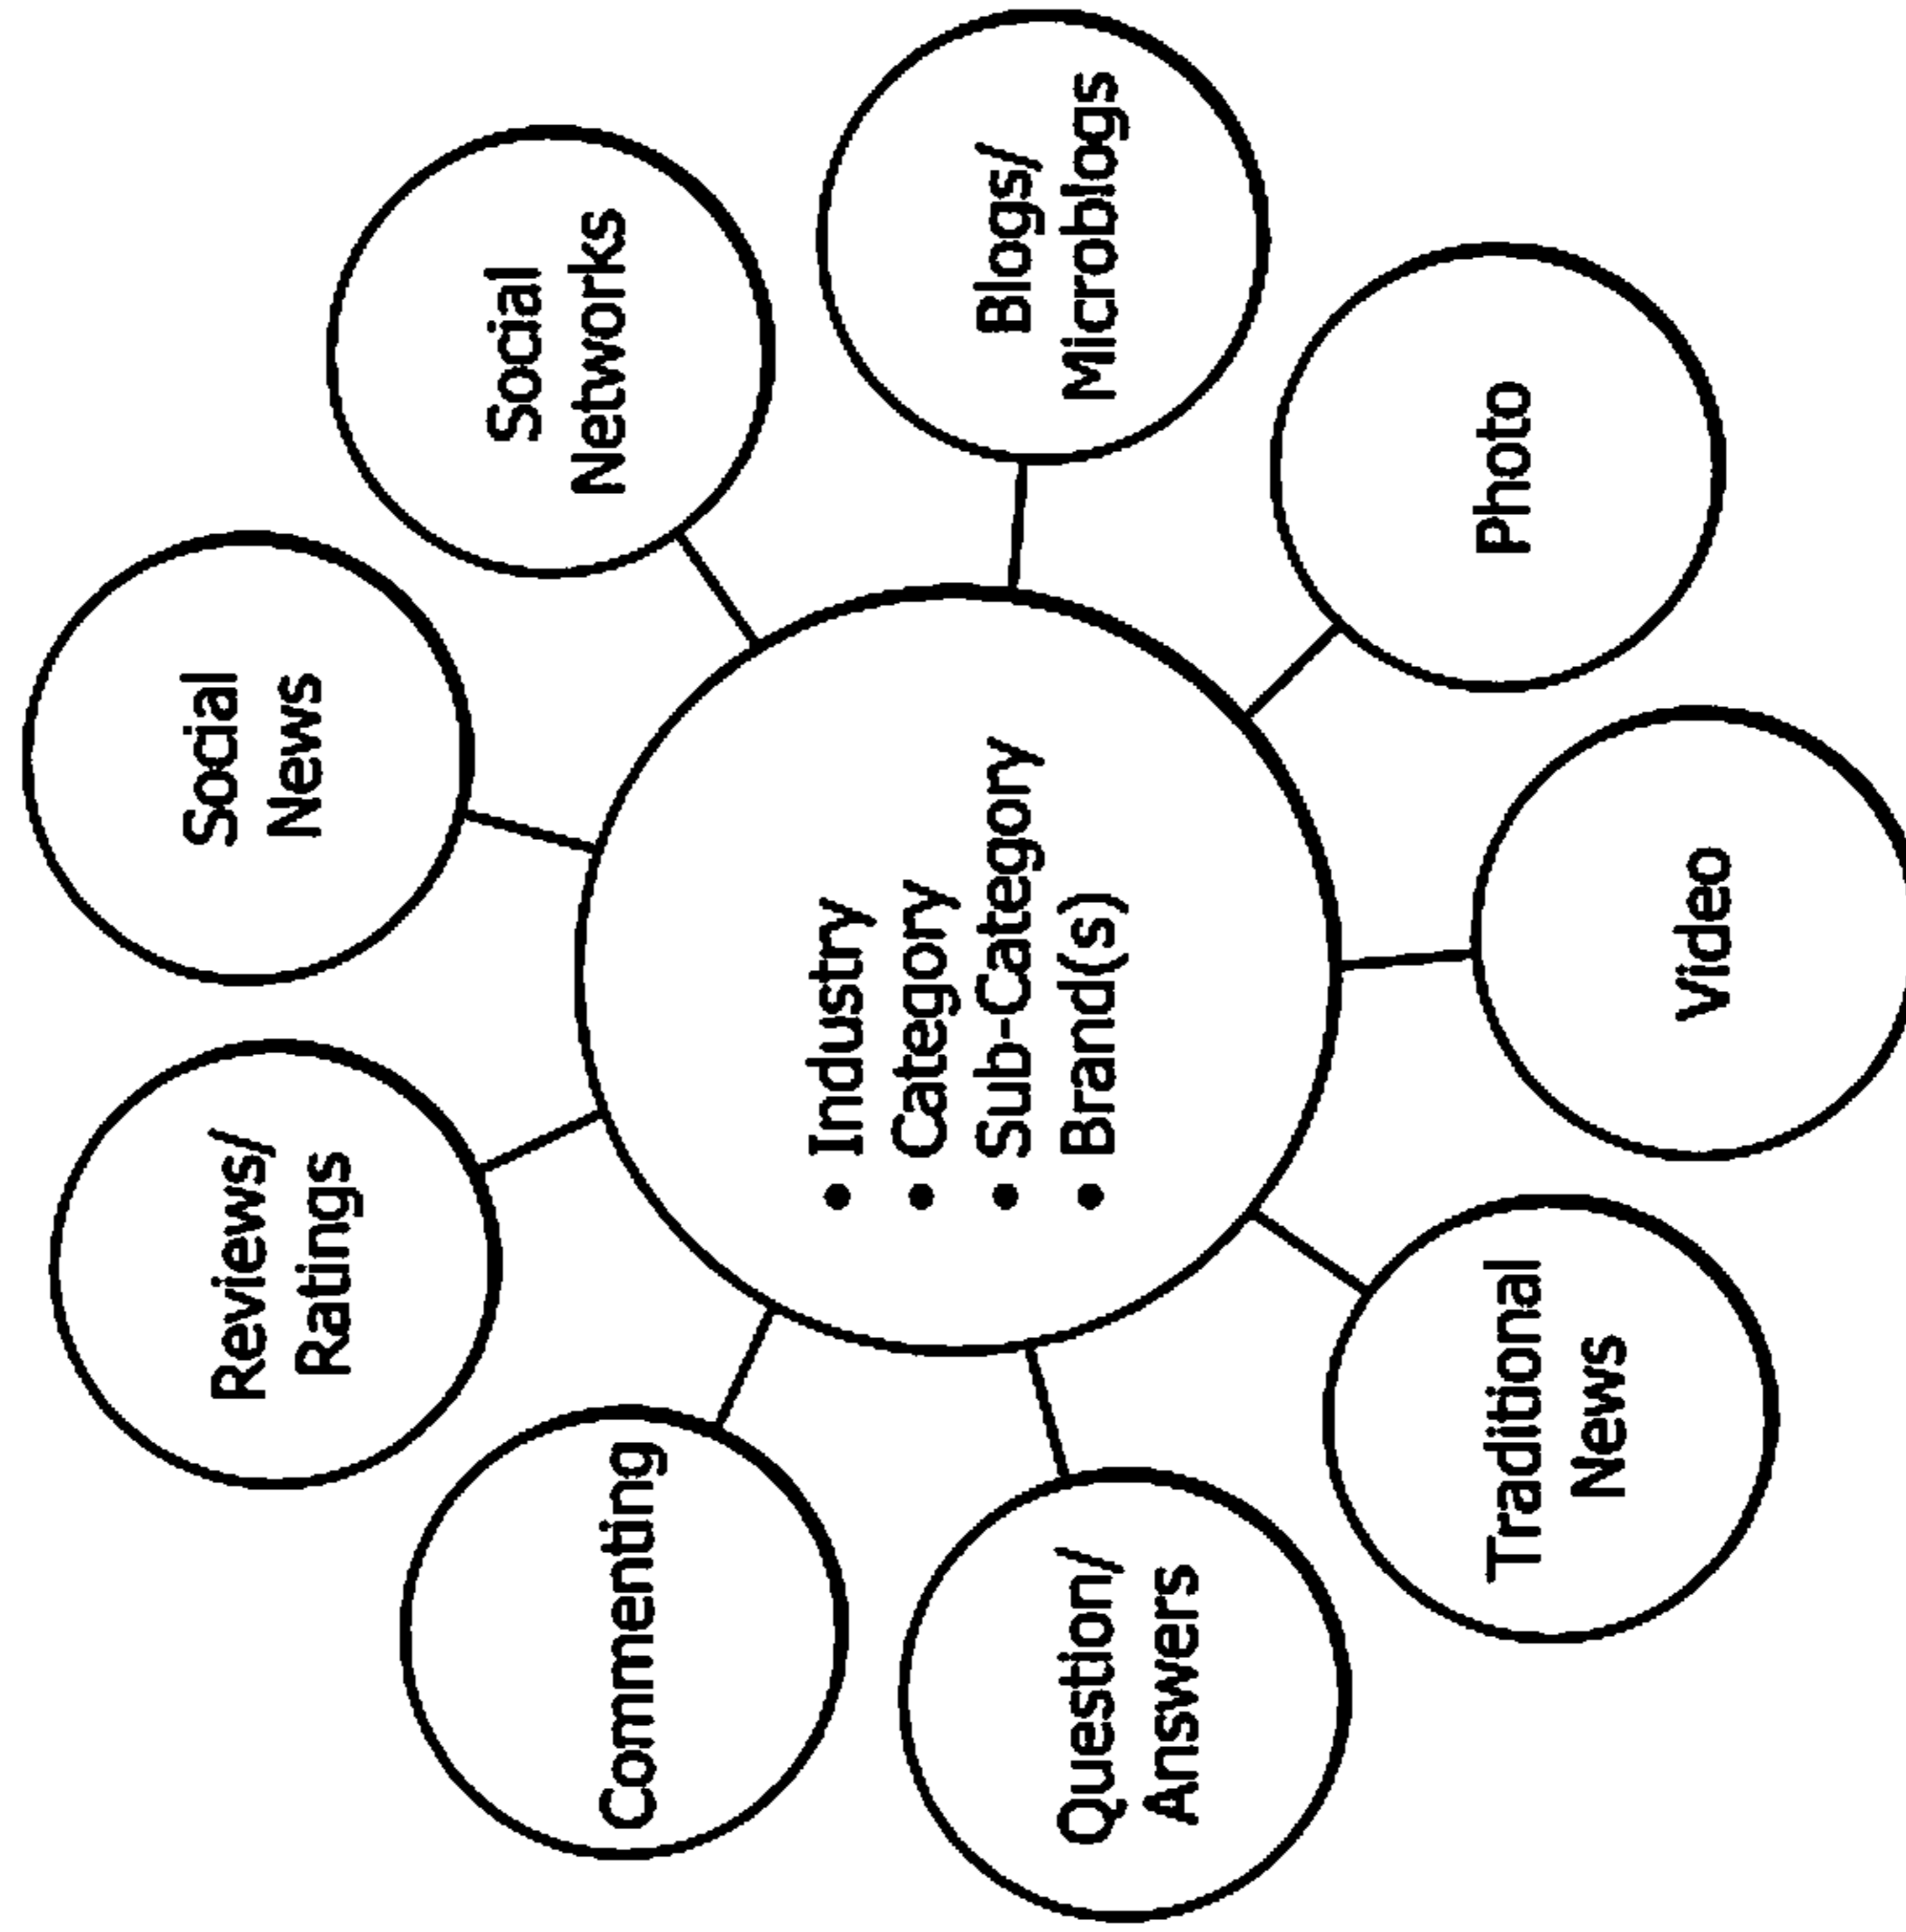 Social
News
Social
Networks
Reviews/
Ratings
Blogs/
Microblogs
• Industry
• Category
• Sub-Category
• Brand(s)
Commenting
Photo
Question/
Answers
Traditional
News
Video